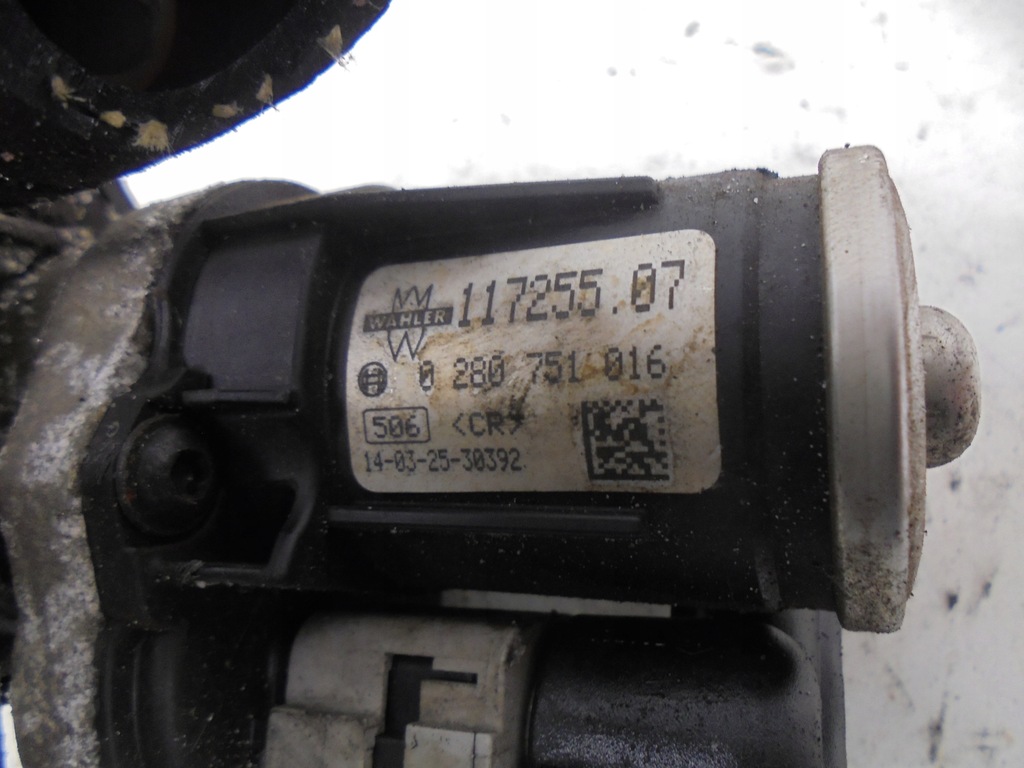 WAHLER 117255.07
0 280 751 016
506 <CR>
14-03-25-30392